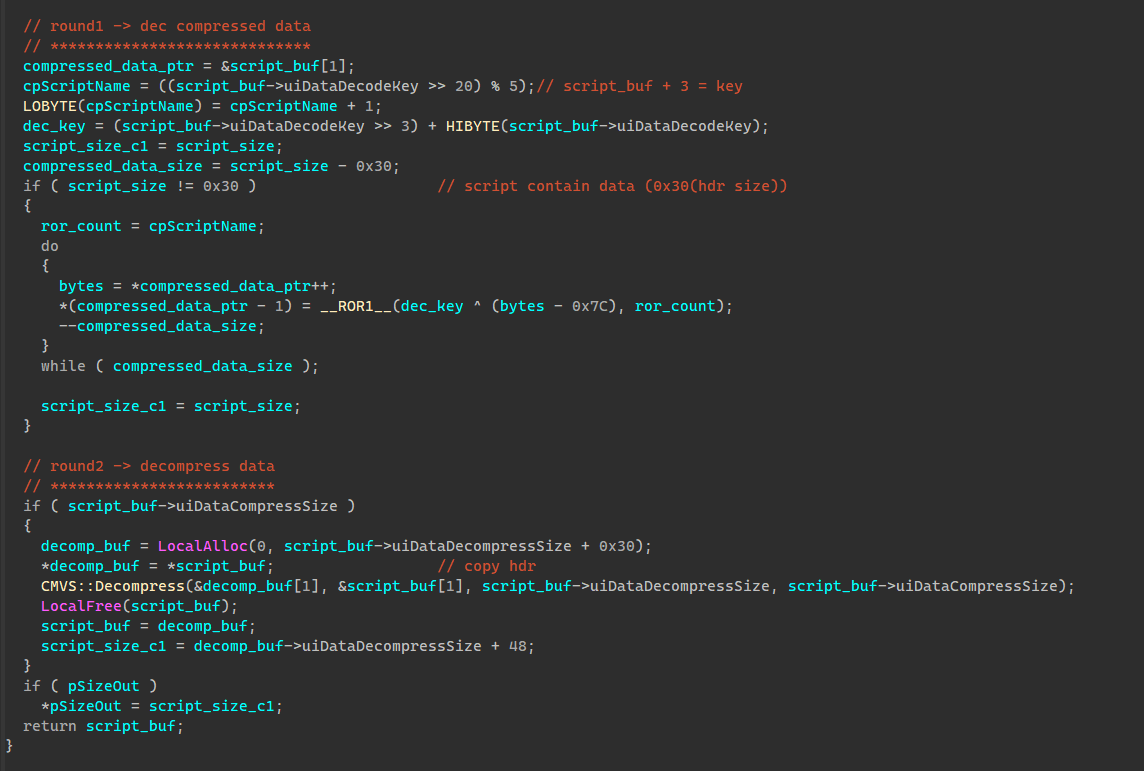 // round1 -> dec compressed data
// *****************************
compressed_data_ptr = &script_buf[1];
cpScriptName = ((script_buf->uiDataDecodeKey >> 20) % 5);// script_buf + 3 = key
LOBYTE(cpScriptName) = cpScriptName + 1;
dec_key = (script_buf->uiDataDecodeKey >> 3) + HIBYTE(script_buf->uiDataDecodeKey);
script_size_c1 = script_size;
compressed_data_size = script_size - 0x30;
if ( script_size != 0x30 ) // script contain data (0x30(hdr size))
{
ror_count = cpScriptName;
do
{
bytes = *compressed_data_ptr++;
*(compressed_data_ptr - 1) = __ROR1__(dec_key ^ (bytes - 0x7C), ror_count);
--compressed_data_size;
}
while ( compressed_data_size );
script_size_c1 = script_size;
}
// round2 -> decompress data
// *************************
if ( script_buf->uiDataCompressSize )
{
decomp_buf = LocalAlloc(0, script_buf->uiDataDecompressSize + 0x30);
*decomp_buf = *script_buf; // copy hdr
CMVS::Decompress(&decomp_buf[1], &script_buf[1], script_buf->uiDataDecompressSize, script_buf->uiDataCompressSize);
LocalFree(script_buf);
script_buf = decomp_buf;
script_size_c1 = decomp_buf->uiDataDecompressSize + 48;
}
if ( pSizeOut )
*pSizeOut = script_size_c1;
return script_buf;
}